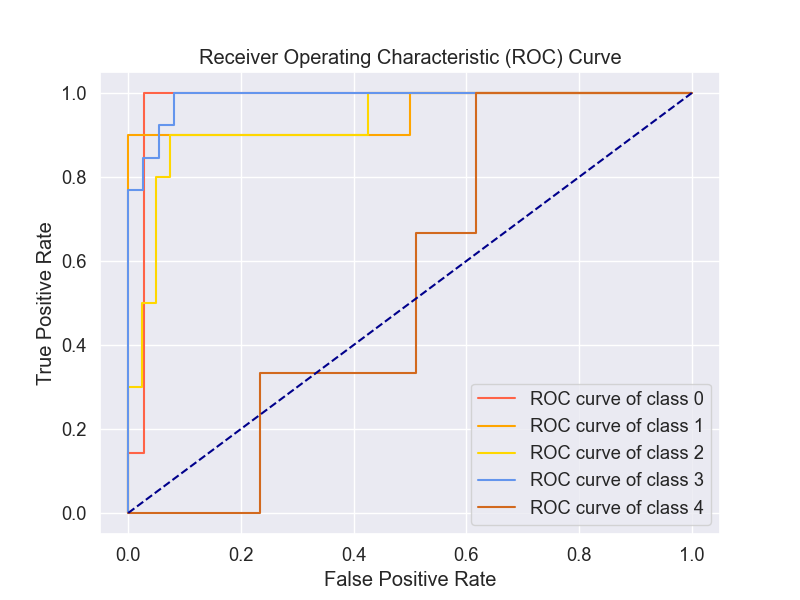 Receiver Operating Characteristic (ROC) Curve
True Positive Rate
1.0
0.8
0.6
0.4
0.2
0.0
ROC curve of class 0
ROC curve of class 1
ROC curve of class 2
ROC curve of class 3
ROC curve of class 4
0.0 0.2 0.4 0.6 0.8 1.0
False Positive Rate